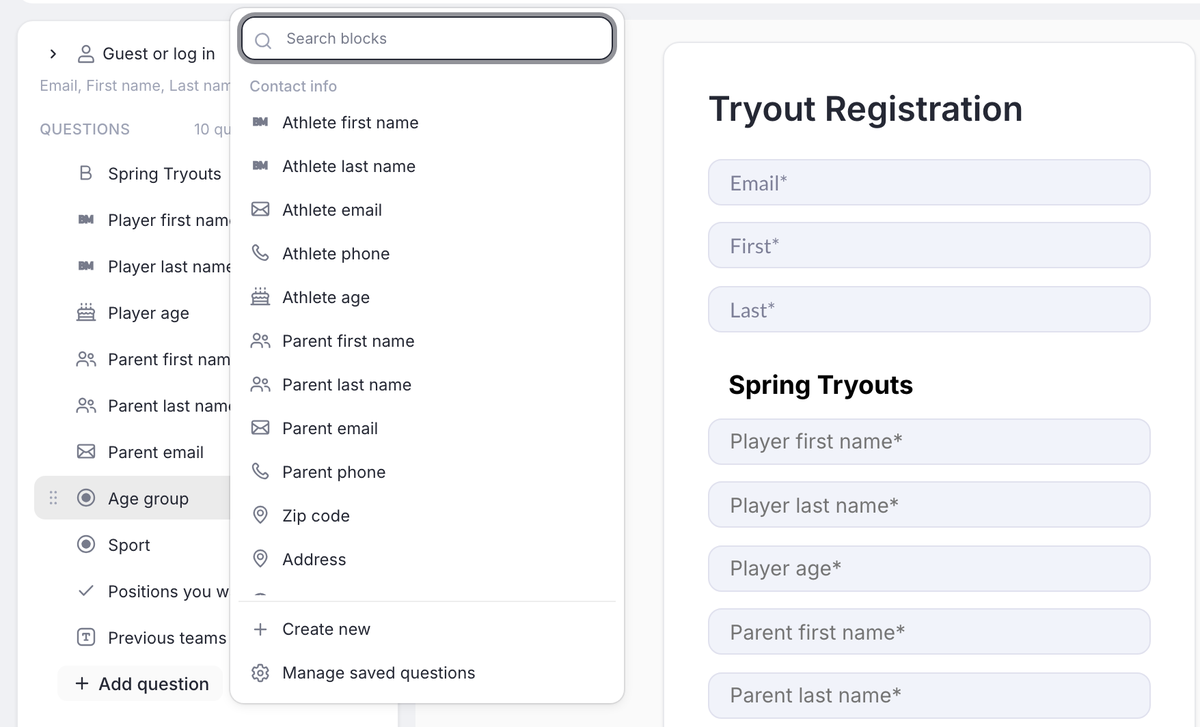 Guest or log in
Email, First name, Last nam
QUESTIONS 10 qu
B Spring Tryouts
BM Player first nam
BM Player last name
Player age
Parent first nam
Parent last name
Parent email
Age group
Sport
Positions you w
T Previous teams
+ Add question
Search blocks
Contact info
BM Athlete first name
BM Athlete last name
Athlete email
Athlete phone
Athlete age
Parent first name
Parent last name
Parent email
Parent phone
Zip code
Address
+ Create new
Manage saved questions
Tryout Registration
Email*
First*
Last*
Spring Tryouts
Player first name*
Player last name*
Player age*
Parent first name*
Parent last name*